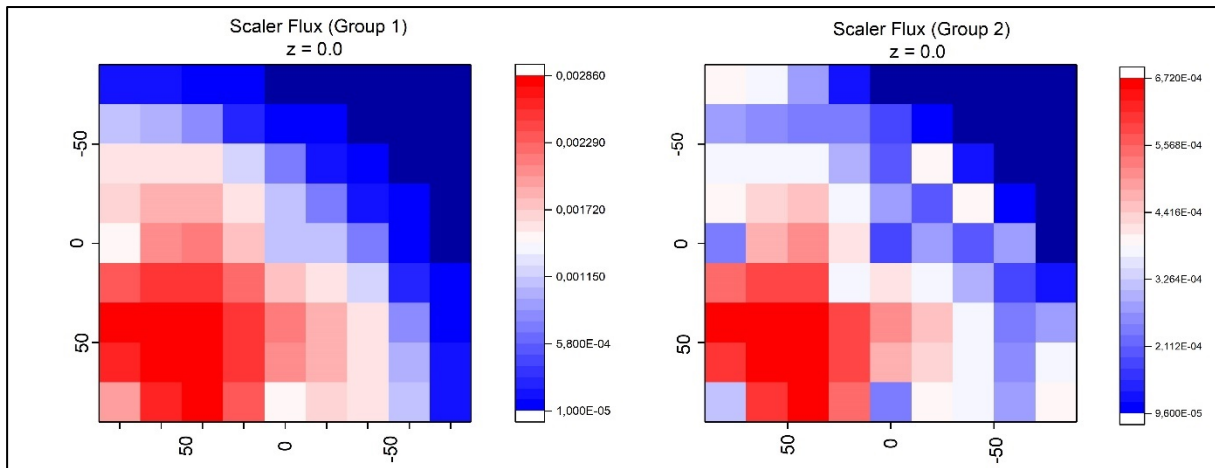 Scaler Flux (Group 1)
z = 0.0
-50
0
50
50
0
-50
0,002860
0,002290
0,001720
0,001150
5,800E-04
1,000E-05
Scaler Flux (Group 2)
z = 0.0
-50
0
50
50
0
-50
6,720E-04
5,568E-04
4,416E-04
3,264E-04
2,112E-04
9,600E-05